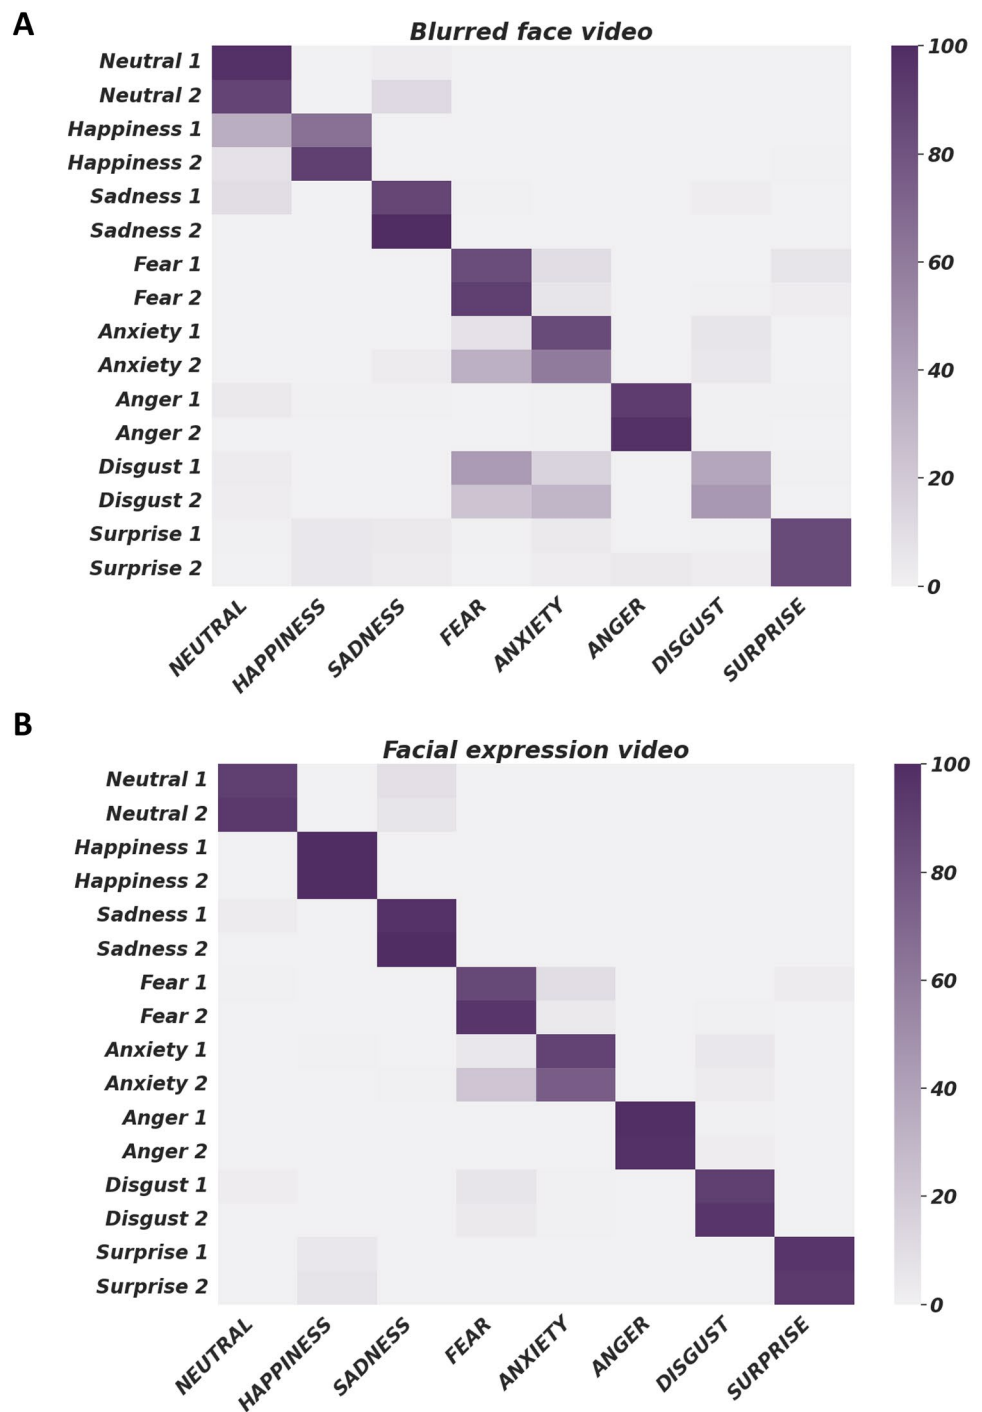 A
Blurred face video
Neutral 1
Neutral 2
Happiness 1
Happiness 2
Sadness 1
Sadness 2
Fear 1
Fear 2
Anxiety 1
Anxiety 2
Anger 1
Anger 2
Disgust 1
Disgust 2
Surprise 1
Surprise 2
100
80
60
40
20
0
NEUTRAL
HAPPINESS
SADNESS
FEAR
ANXIETY
ANGER
DISGUST
SURPRISE
B
Facial expression video
Neutral 1
Neutral 2
Happiness 1
Happiness 2
Sadness 1
Sadness 2
Fear 1
Fear 2
Anxiety 1
Anxiety 2
Anger 1
Anger 2
Disgust 1
Disgust 2
Surprise 1
Surprise 2
100
80
60
40
20
0
NEUTRAL
HAPPINESS
SADNESS
FEAR
ANXIETY
ANGER
DISGUST
SURPRISE